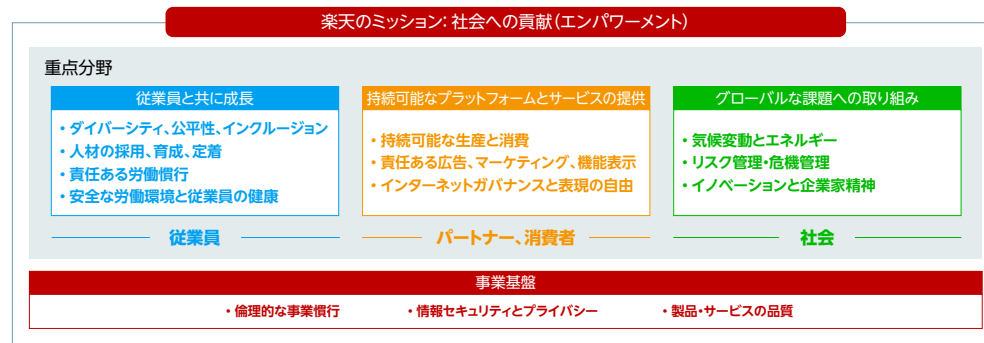 楽天のミッション：社会への貢献（エンパワーメント）
重点分野
従業員と共に成長
・ダイバーシティ、公平性、インクルージョン
・人材の採用、育成、定着
・責任ある労働慣行
・安全な労働環境と従業員の健康
従業員
持続可能なプラットフォームとサービスの提供
・持続可能な生産と消費
・責任ある広告、マーケティング、機能表示
・インターネットガバナンスと表現の自由
パートナー、消費者
グローバルな課題への取り組み
・気候変動とエネルギー
・リスク管理・危機管理
・イノベーションと企業家精神
社会
事業基盤
・倫理的な事業慣行
・情報セキュリティとプライバシー
・製品・サービスの品質